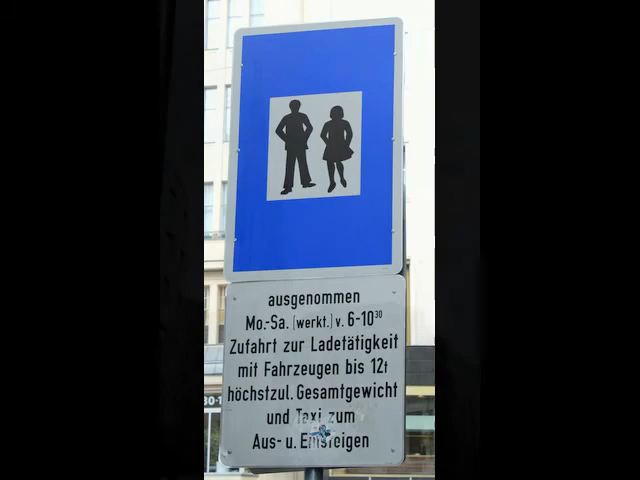 ausgenommen
Mo.-Sa. (werkt.) v. 6-10³⁰
Zufahrt zur Ladetätigkeit
mit Fahrzeugen bis 12t
höchstzul. Gesamtgewicht
und Taxi zum
Aus- u. Einsteigen